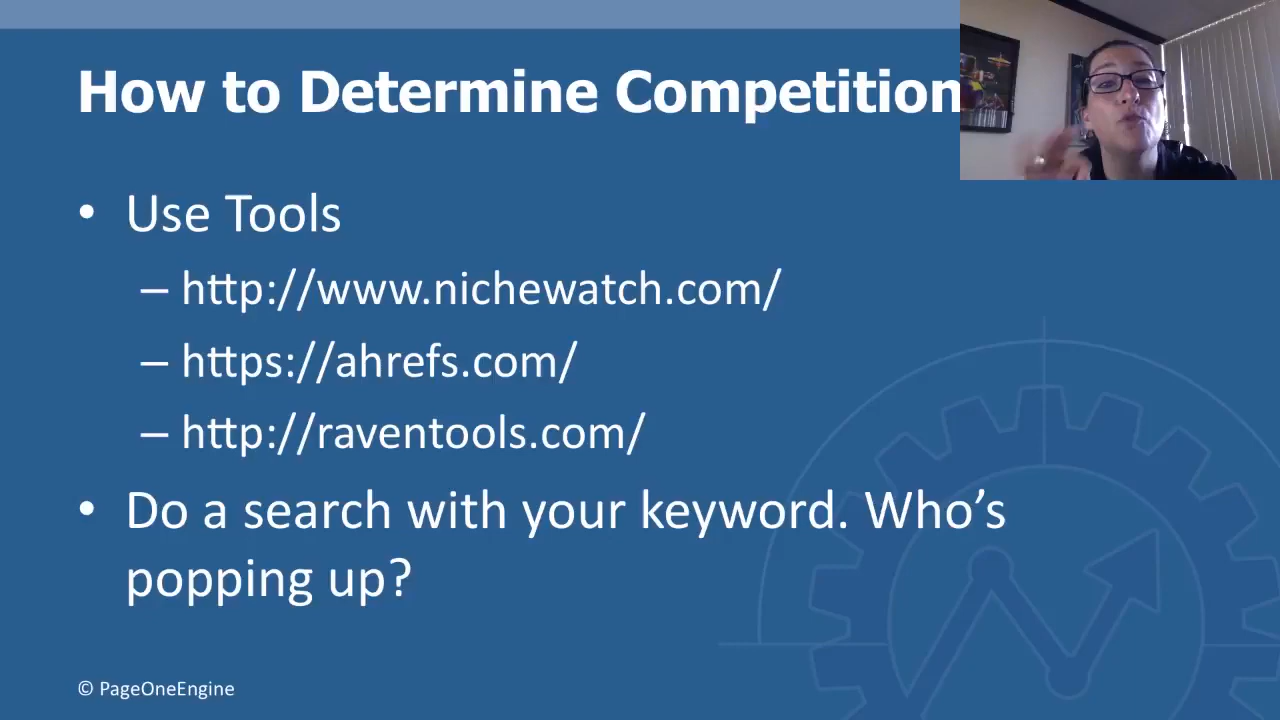 How to Determine Competition
• Use Tools
– http://www.nichewatch.com/
– https://ahrefs.com/
– http://raventools.com/
• Do a search with your keyword. Who’s
popping up?
© PageOneEngine